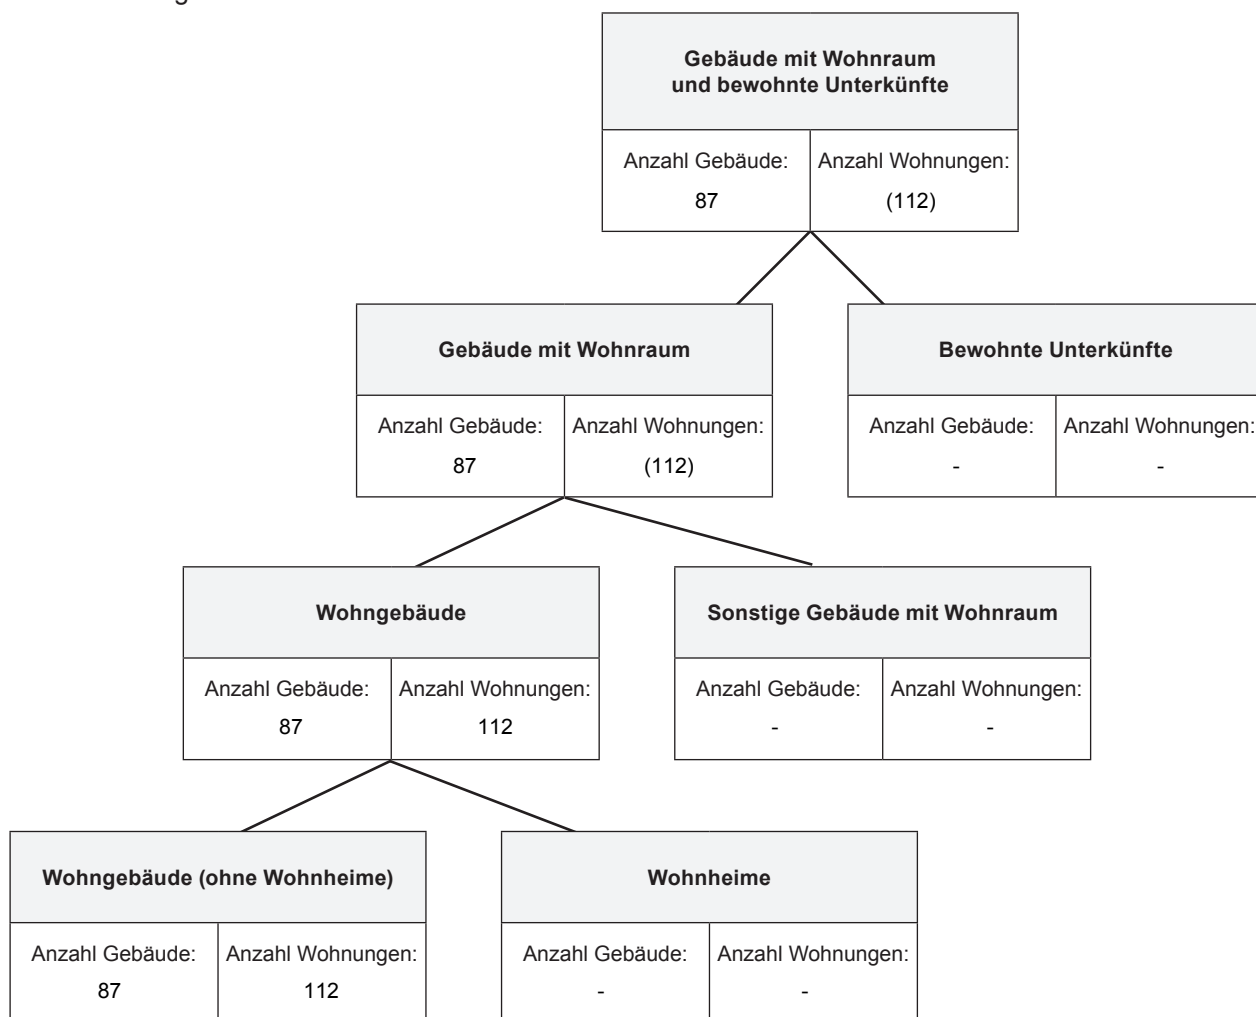 Gebäude mit Wohnraum
und bewohnte Unterkünfte
Anzahl Gebäude: Anzahl Wohnungen:
87 (112)
Gebäude mit Wohnraum
Bewohnte Unterkünfte
Anzahl Gebäude: Anzahl Wohnungen:
87 (112)
Anzahl Gebäude: Anzahl Wohnungen:
- -
Wohngebäude
Sonstige Gebäude mit Wohnraum
Anzahl Gebäude: Anzahl Wohnungen:
87 112
Anzahl Gebäude: Anzahl Wohnungen:
- -
Wohngebäude (ohne Wohnheime)
Wohnheime
Anzahl Gebäude: Anzahl Wohnungen:
87 112
Anzahl Gebäude: Anzahl Wohnungen:
- -